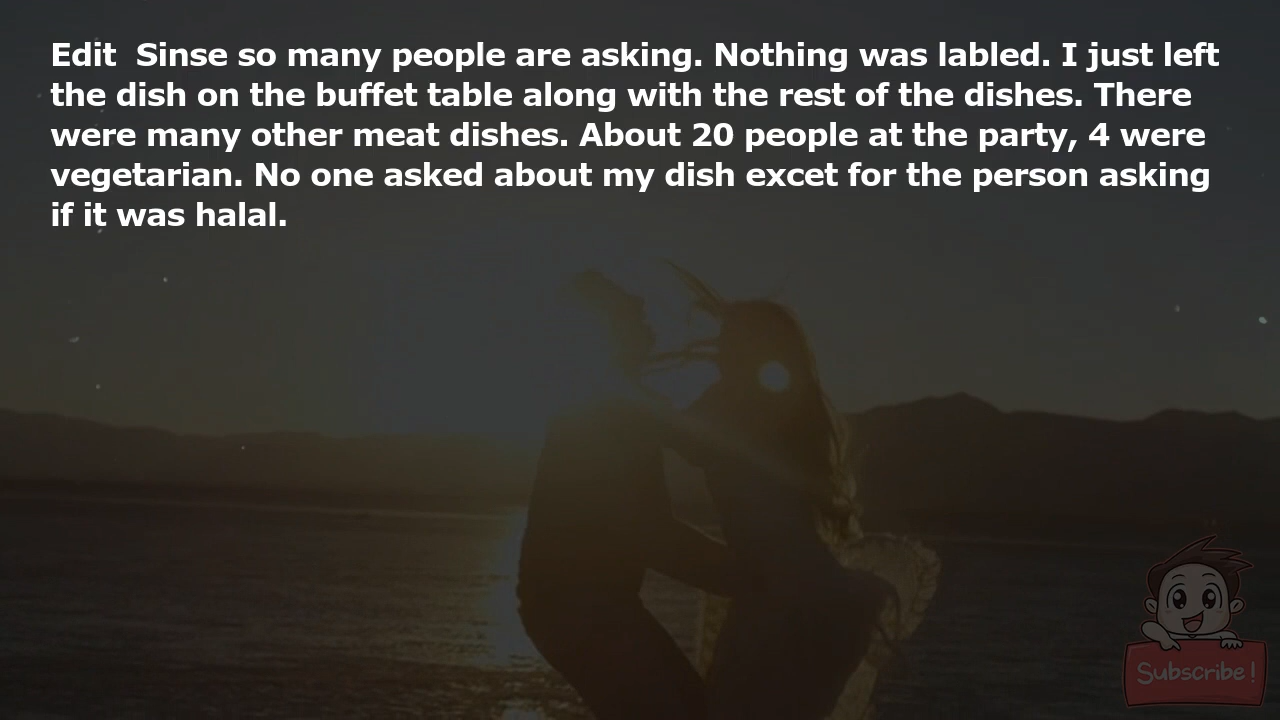 Edit  Sinse so many people are asking. Nothing was labled. I just left
the dish on the buffet table along with the rest of the dishes. There
were many other meat dishes. About 20 people at the party, 4 were
vegetarian. No one asked about my dish excet for the person asking
if it was halal.
Subscribe!